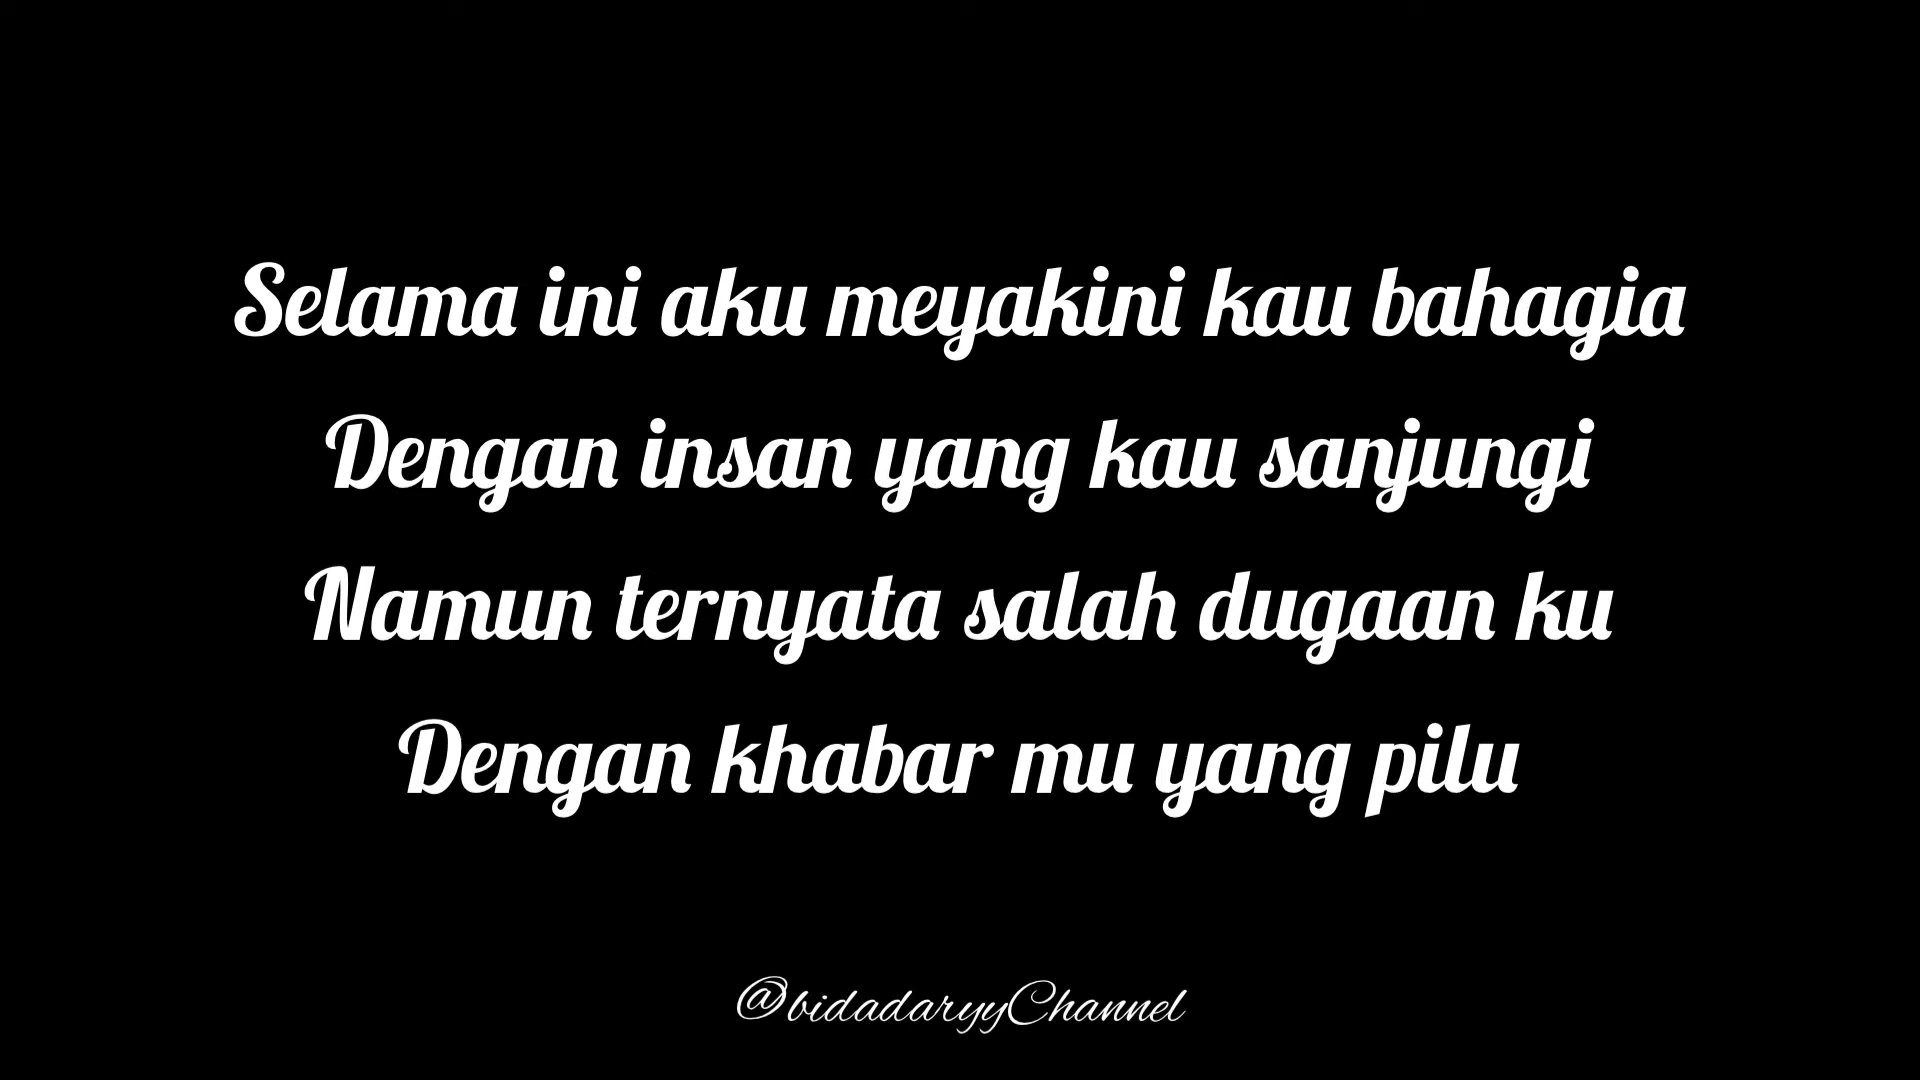 Selama ini aku meyakini kau bahagia
Dengan insan yang kau sanjungi
Namun ternyata salah dugaan ku
Dengan khabar mu yang pilu
@bidadaryyChannel